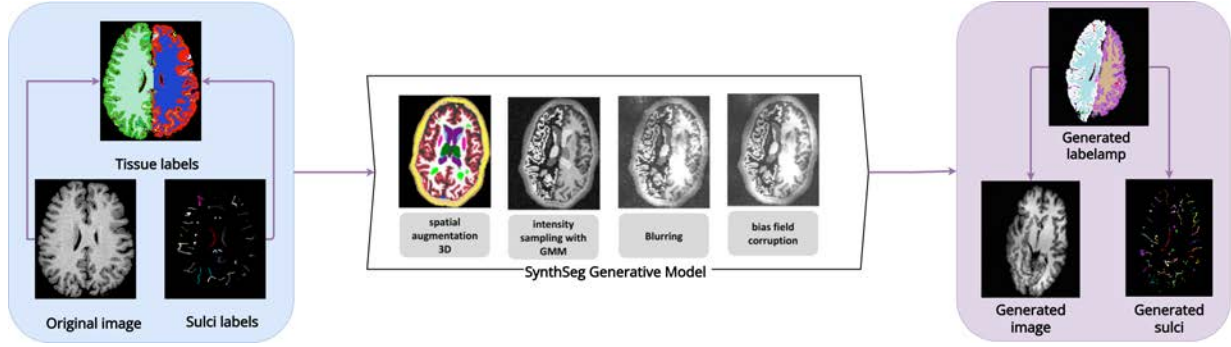 Tissue labels
Original image
Sulci labels
spatial
augmentation
3D
intensity
sampling with
GMM
Blurring
bias field
corruption
SynthSeg Generative Model
Generated
labelamp
Generated
image
Generated
sulci